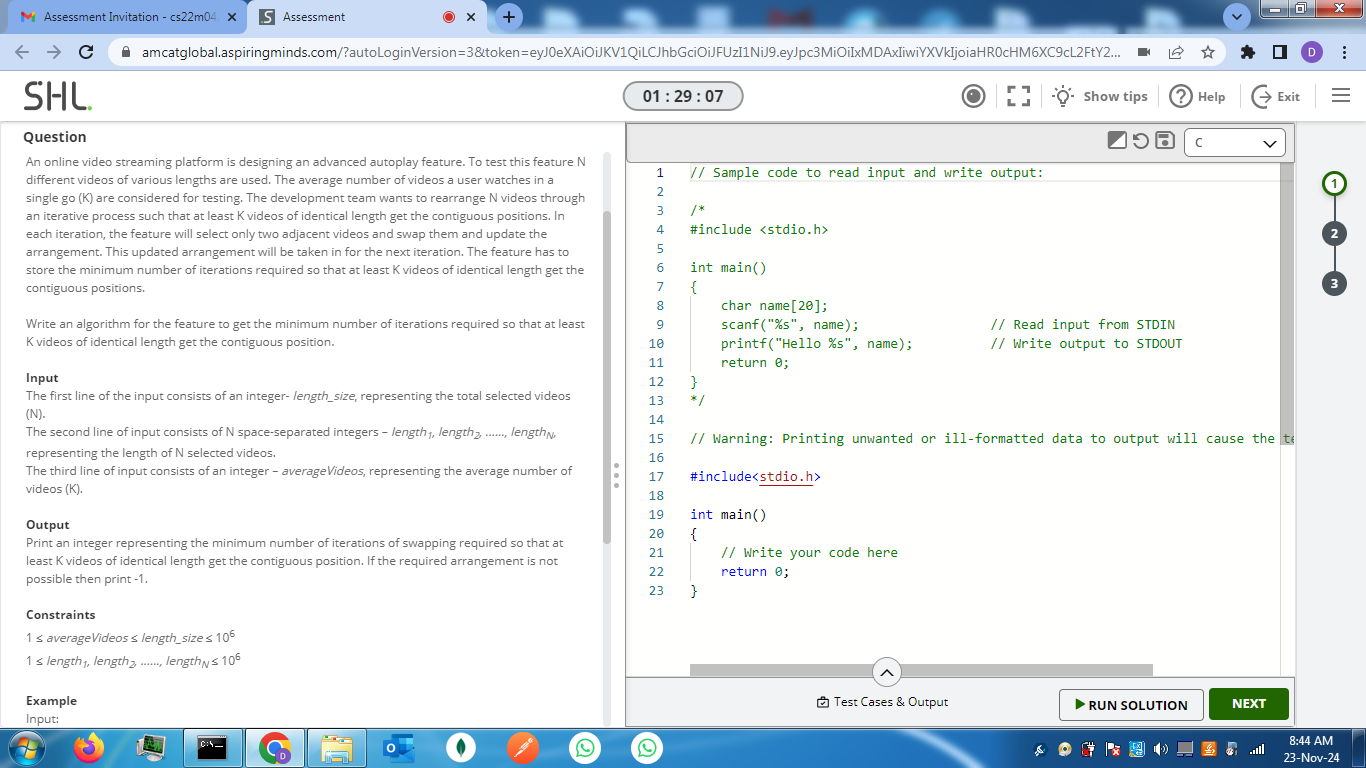 Assessment Invitation - cs22m04
Assessment
amcatglobal.aspiringminds.com/?autoLoginVersion=3&token=eyJ0eXAiOiJKV1QiLCJhbGciOiJFUzI1NiJ9.eyJpc3MiOiIxMDAxIiwiYXVkIjoiaHR0cHM6XC9cL2FtY2...
D
SHL.
01 : 29 : 07
Show tips
Help
Exit
Question
An online video streaming platform is designing an advanced autoplay feature. To test this feature N
different videos of various lengths are used. The average number of videos a user watches in a
single go (K) are considered for testing. The development team wants to rearrange N videos through
an iterative process such that at least K videos of identical length get the contiguous positions. In
each iteration, the feature will select only two adjacent videos and swap them and update the
arrangement. This updated arrangement will be taken in for the next iteration. The feature has to
store the minimum number of iterations required so that at least K videos of identical length get the
contiguous positions.
Write an algorithm for the feature to get the minimum number of iterations required so that at least
K videos of identical length get the contiguous position.
Input
The first line of the input consists of an integer- length_size, representing the total selected videos
(N).
The second line of input consists of N space-separated integers – length1, length2, ......, lengthN,
representing the length of N selected videos.
The third line of input consists of an integer – averageVideos, representing the average number of
videos (K).
Output
Print an integer representing the minimum number of iterations of swapping required so that at
least K videos of identical length get the contiguous position. If the required arrangement is not
possible then print -1.
Constraints
1 ≤ averageVideos ≤ length_size ≤ 10^6
1 ≤ length1, length2, ......, lengthN ≤ 10^6
Example
Input:
C
1 // Sample code to read input and write output:
2
3 /*
4 #include <stdio.h>
5
6 int main()
7 {
8 char name[20];
9 scanf("%s", name); // Read input from STDIN
10 printf("Hello %s", name); // Write output to STDOUT
11 return 0;
12 }
13 */
14
15 // Warning: Printing unwanted or ill-formatted data to output will cause the te
16
17 #include<stdio.h>
18
19 int main()
20 {
21 // Write your code here
22 return 0;
23 }
1
2
3
Test Cases & Output
RUN SOLUTION
NEXT
8:44 AM
23-Nov-24